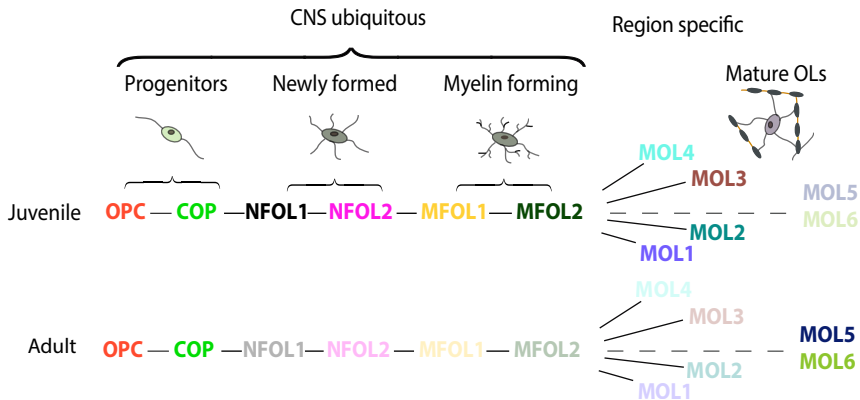 CNS ubiquitous
Region specific
Progenitors
Newly formed
Myelin forming
Mature OLs
Juvenile
OPC
COP
NFOL1
NFOL2
MFOL1
MFOL2
MOL4
MOL3
MOL2
MOL1
MOL5
MOL6
Adult
OPC
COP
NFOL1
NFOL2
MFOL1
MFOL2
MOL4
MOL3
MOL2
MOL1
MOL5
MOL6